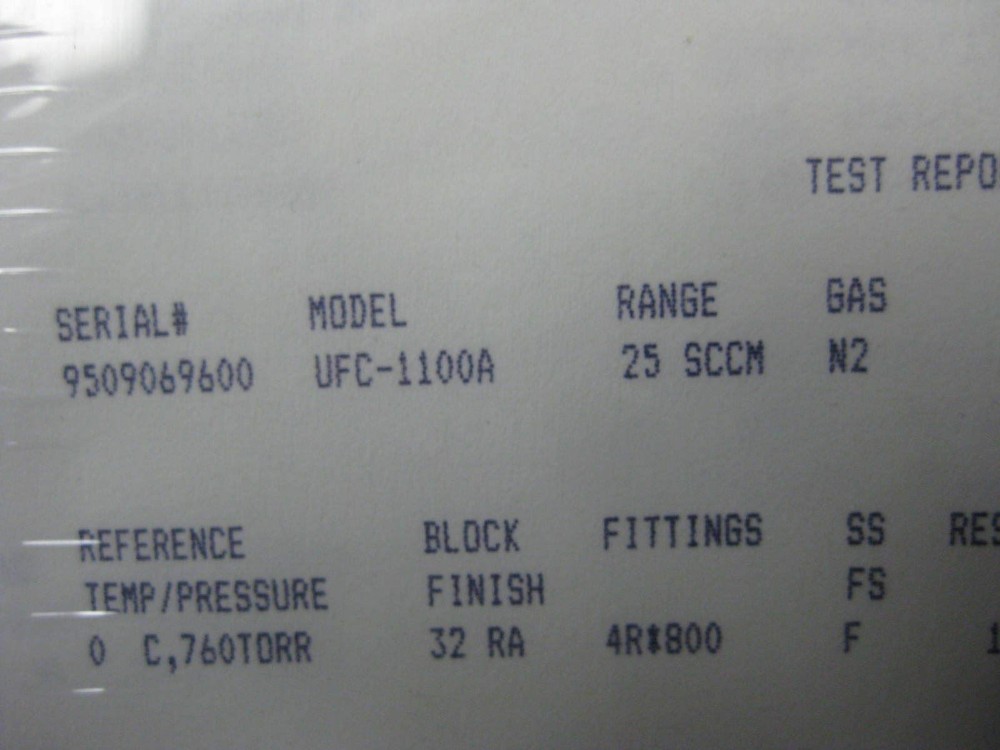 TEST REPO
SERIAL# MODEL RANGE GAS
9509069600 UFC-1100A 25 SCCM N2
REFERENCE BLOCK FITTINGS SS RES
TEMP/PRESSURE FINISH FS
0 C,760TORR 32 RA 4R*800 F 1